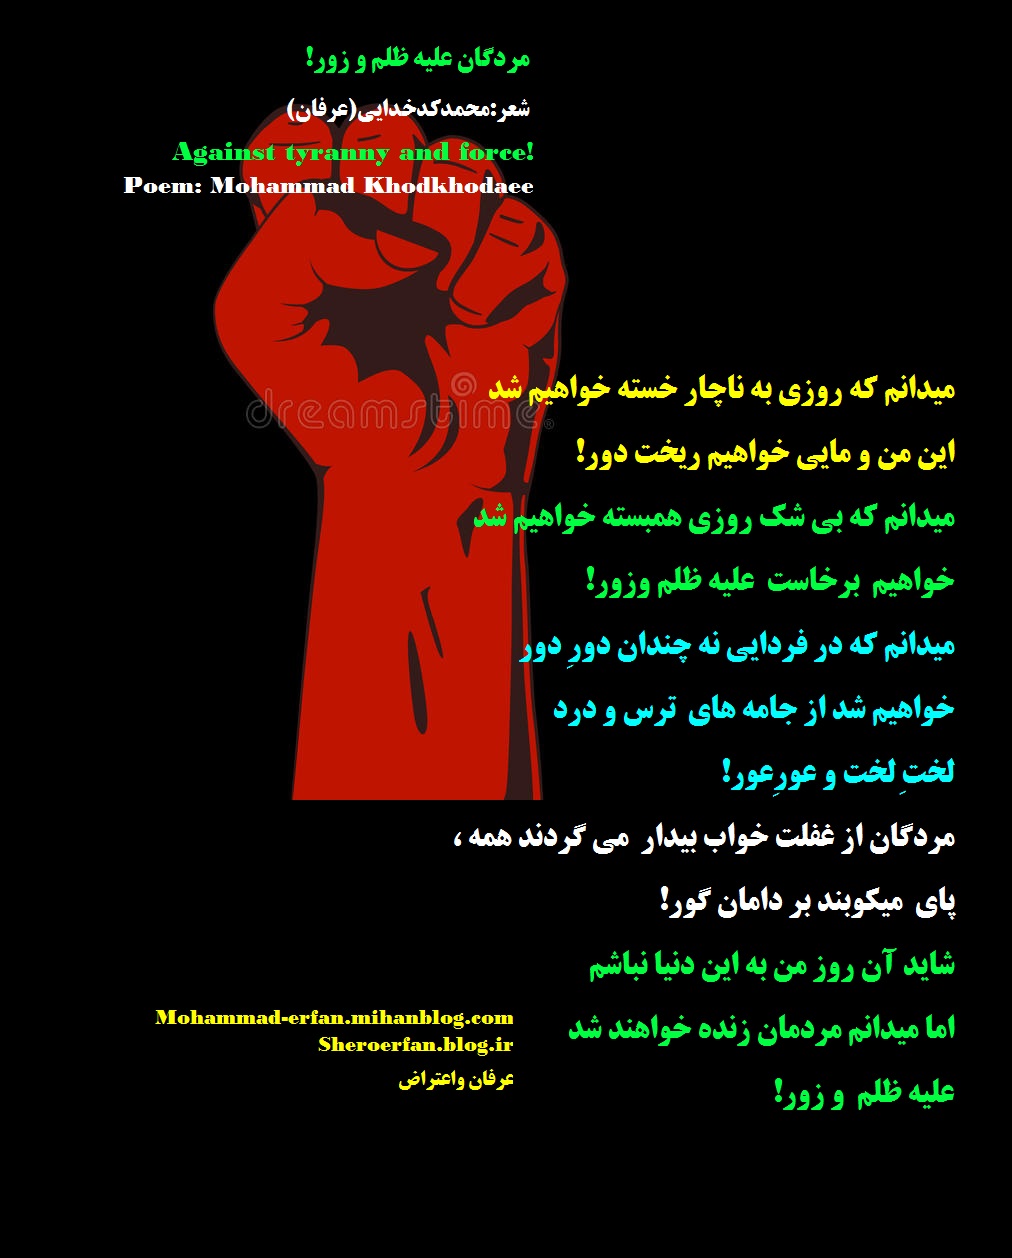 مردگان علیه ظلم و زور!
شعر:محمدکدخدایی(عرفان)
Against tyranny and force!
Poem: Mohammad Khodkhodaee
میدانم که روزی به ناچار خسته خواهیم شد
dreamstime®
این من و مایی خواهیم ریخت دور!
میدانم که بی شک روزی همبسته خواهیم شد
خواهیم برخاست علیه ظلم وزور!
میدانم که در فردایی نه چندان دورِ دور
خواهیم شد از جامه های ترس و درد
لختِ لخت و عورِعور!
مردگان از غفلت خواب بیدار می گردند همه ،
پای میکوبند بر دامان گور!
شاید آن روز من به این دنیا نباشم
اما میدانم مردمان زنده خواهند شد
علیه ظلم و زور!
Mohammad-erfan.mihanblog.com
Sheroerfan.blog.ir
عرفان واعتراض